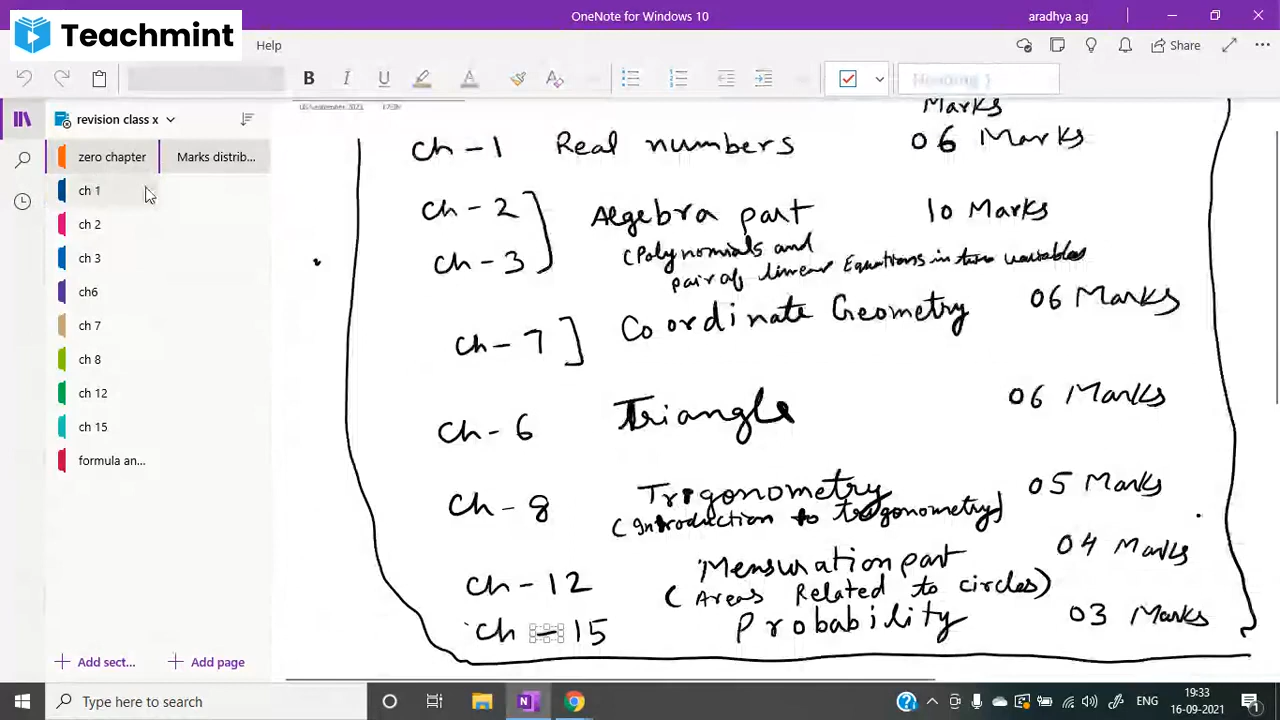 OneNote for Windows 10
aradhya ag
Teachmint
Help
Share
B I U A
Heading 1
revision class x
zero chapter
Marks distrib...
ch 1
ch 2
ch 3
ch6
ch 7
ch 8
ch 12
ch 15
formula an...
Add sect...
Add page
Marks
Ch - 1 Real numbers 06 Marks
Ch - 2
Ch - 3
Algebra part 10 Marks
(Polynomials and
pair of linear Equations in two variables
Ch - 7 Coordinate Geometry 06 Marks
Ch - 6 Triangle 06 Marks
Ch - 8 Trigonometry 05 Marks
(Introduction to trigonometry)
Ch - 12 Mensuration part 04 Marks
(Areas Related to circles)
Ch - 15 Probability 03 Marks
Type here to search
ENG
19:33
16-09-2021